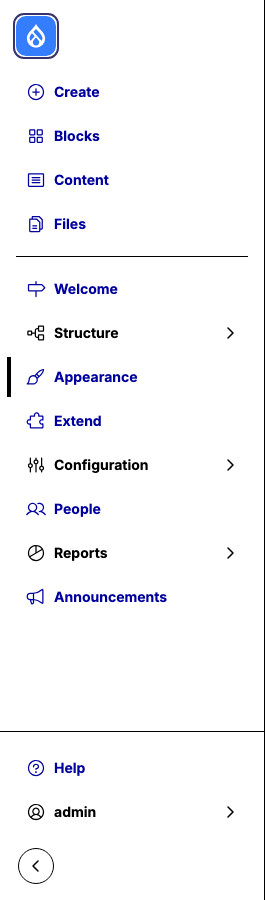 Create
Blocks
Content
Files
Welcome
Structure
Appearance
Extend
Configuration
People
Reports
Announcements
Help
admin